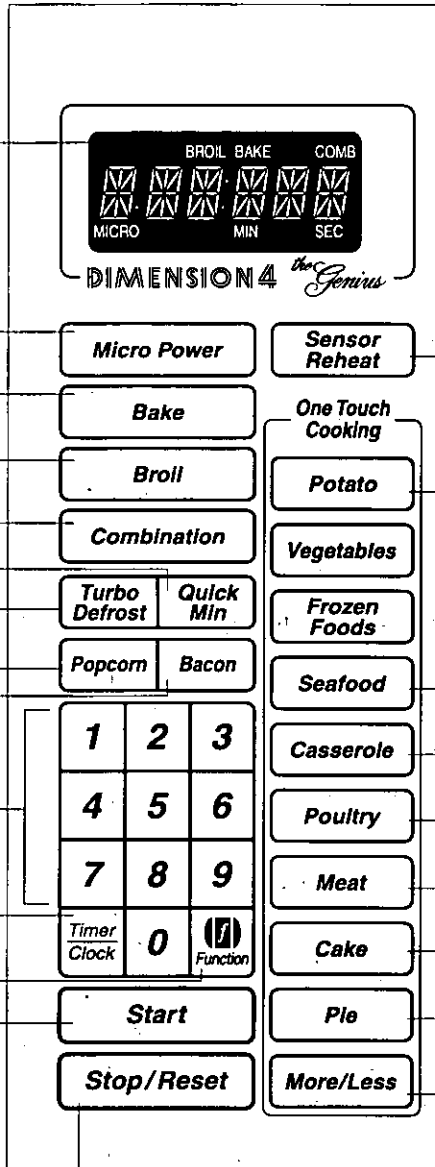 BROIL BAKE COMB
MICRO MIN SEC
DIMENSION 4 the Genius
Micro Power
Sensor
Reheat
Bake
Broil
Combination
Turbo
Defrost
Quick
Min
Popcorn
Bacon
1 2 3
4 5 6
7 8 9
Timer
Clock
0
f
Function
Start
Stop/Reset
One Touch
Cooking
Potato
Vegetables
Frozen
Foods
Seafood
Casserole
Poultry
Meat
Cake
Pie
More/Less